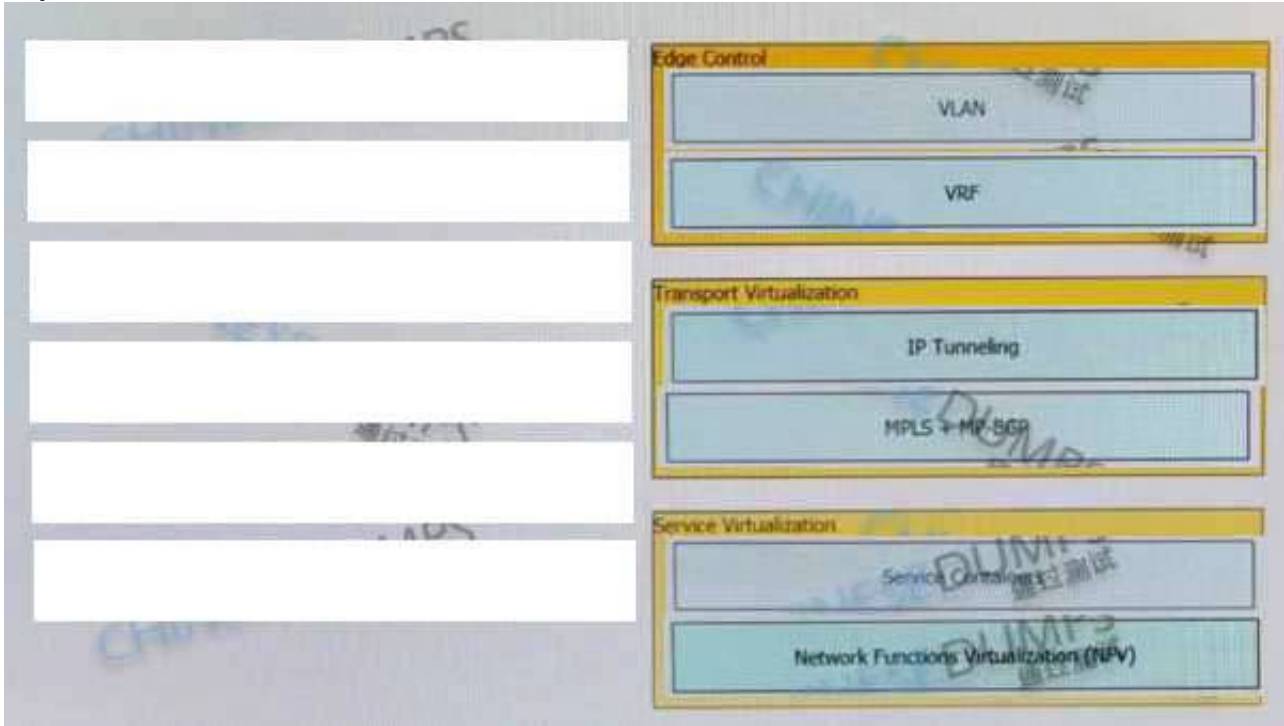 Edge Control
VLAN
VRF
Transport Virtualization
IP Tunneling
MPLS + MP-BGP
Service Virtualization
Service Containers
Network Functions Virtualization (NFV)